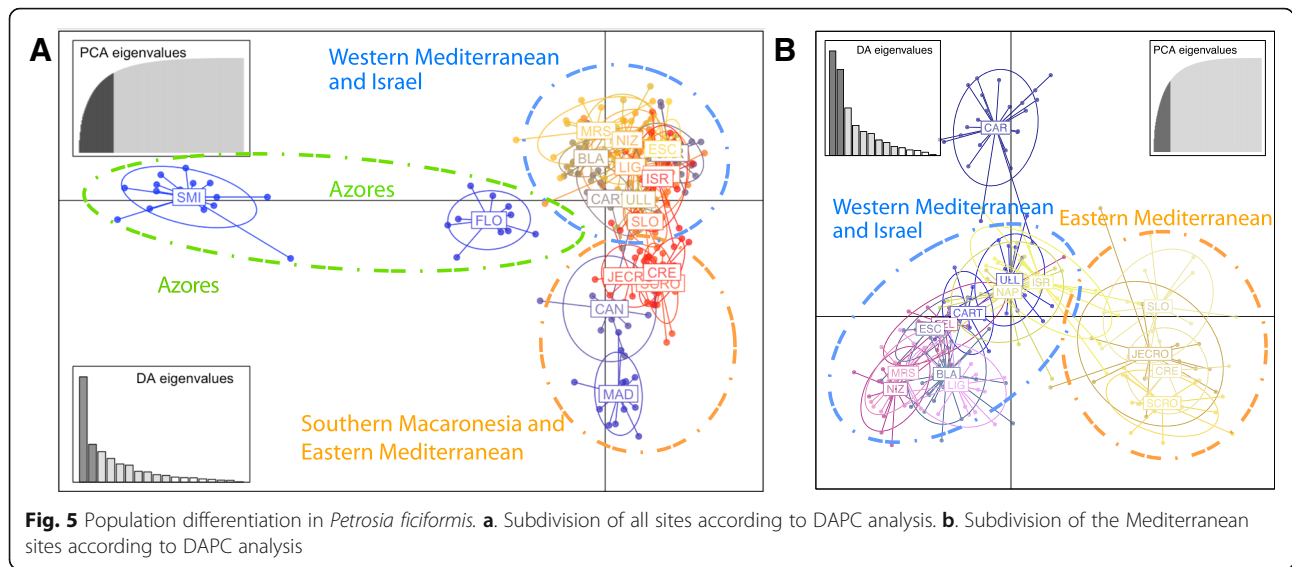 A
PCA eigenvalues
Western Mediterranean
and Israel
MRS
NIZ
ESC
BLA
LIG
ISR
CAR
ULL
SLO
SMI
Azores
FLO
Azores
JECR
CRE
CAN
MAD
DA eigenvalues
Southern Macaronesia and
Eastern Mediterranean
B
DA eigenvalues
PCA eigenvalues
CAR
Western Mediterranean
and Israel
Eastern Mediterranean
ULL
ISR
NAP
SLO
CART
ESC
JECRO
CRE
MRS
BLA
NIZ
LIG
SCRO
Fig. 5 Population differentiation in Petrosia ficiformis. a. Subdivision of all sites according to DAPC analysis. b. Subdivision of the Mediterranean
sites according to DAPC analysis